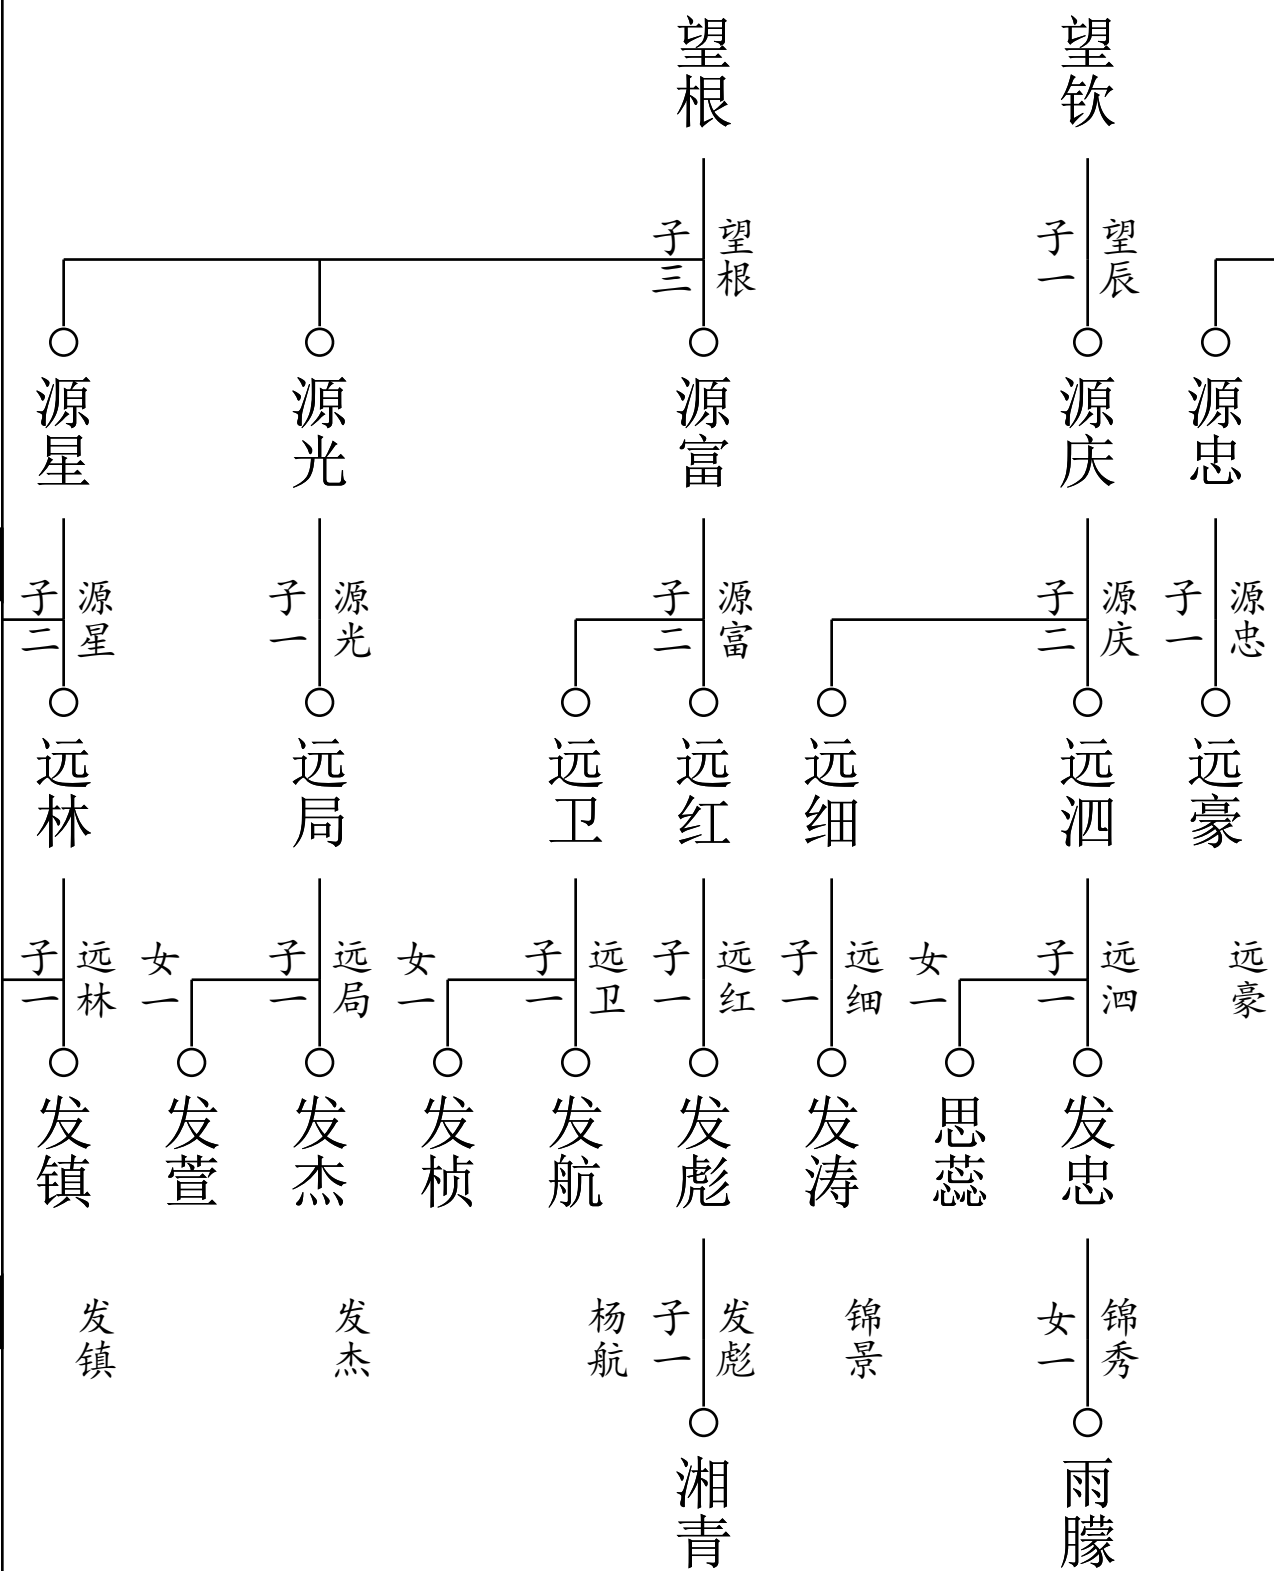 望钦
望根
望辰
子一
望根
子三
源忠
源庆
源富
源光
源星
源忠
子一
源庆
子二
源富
子二
源光
子一
源星
子二
远豪
远泗
远细
远红
远卫
远局
远林
远豪
远泗
子一
女一
远细
子一
远红
子一
远卫
子一
女一
远局
子一
女一
远林
子一
发忠
思蕊
发涛
发彪
发航
发桢
发杰
发萱
发镇
锦秀
女一
锦景
发彪
子一
杨航
发杰
发镇
雨朦
湘青